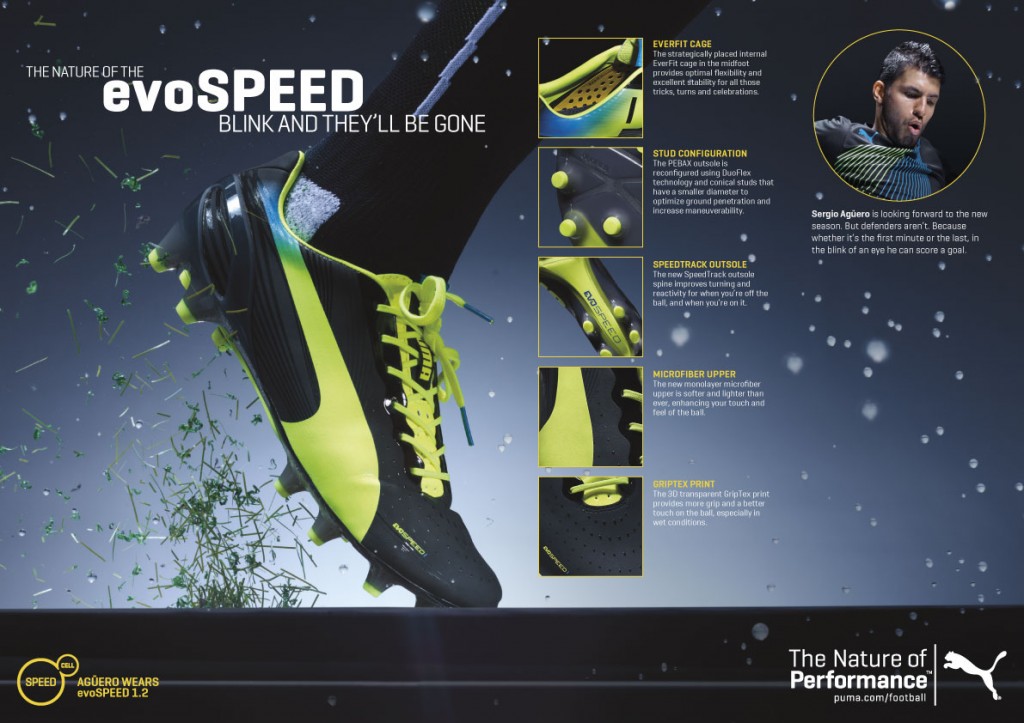 THE NATURE OF THE
evoSPEED
BLINK AND THEY'LL BE GONE
EVERFIT CAGE
The strategically placed internal
EverFit cage in the midfoot
provides optimal flexibility and
excellent stability for all those
tricks, turns and celebrations.
STUD CONFIGURATION
The PEBAX outsole is
reconfigured using DuoFlex
technology and conical studs that
have a smaller diameter to
optimize ground penetration and
increase maneuverability.
SPEEDTRACK OUTSOLE
The new SpeedTrack outsole
spine improves turning and
reactivity for when you're off the
ball, and when you're on it.
EVOSPEED
MICROFIBER UPPER
The new monolayer microfiber
upper is softer and lighter than
ever, enhancing your touch and
feel of the ball.
GRIPTEX PRINT
The 3D transparent GripTex print
provides more grip and a better
touch on the ball, especially in
wet conditions.
EVOSPEED
Sergio Agüero is looking forward to the new
season. But defenders aren't. Because
whether it's the first minute or the last, in
the blink of an eye he can score a goal.
PUMA
EVOSPEED
SPEED
CELL
AGÜERO WEARS
evoSPEED 1.2
The Nature of
Performance™
puma.com/football